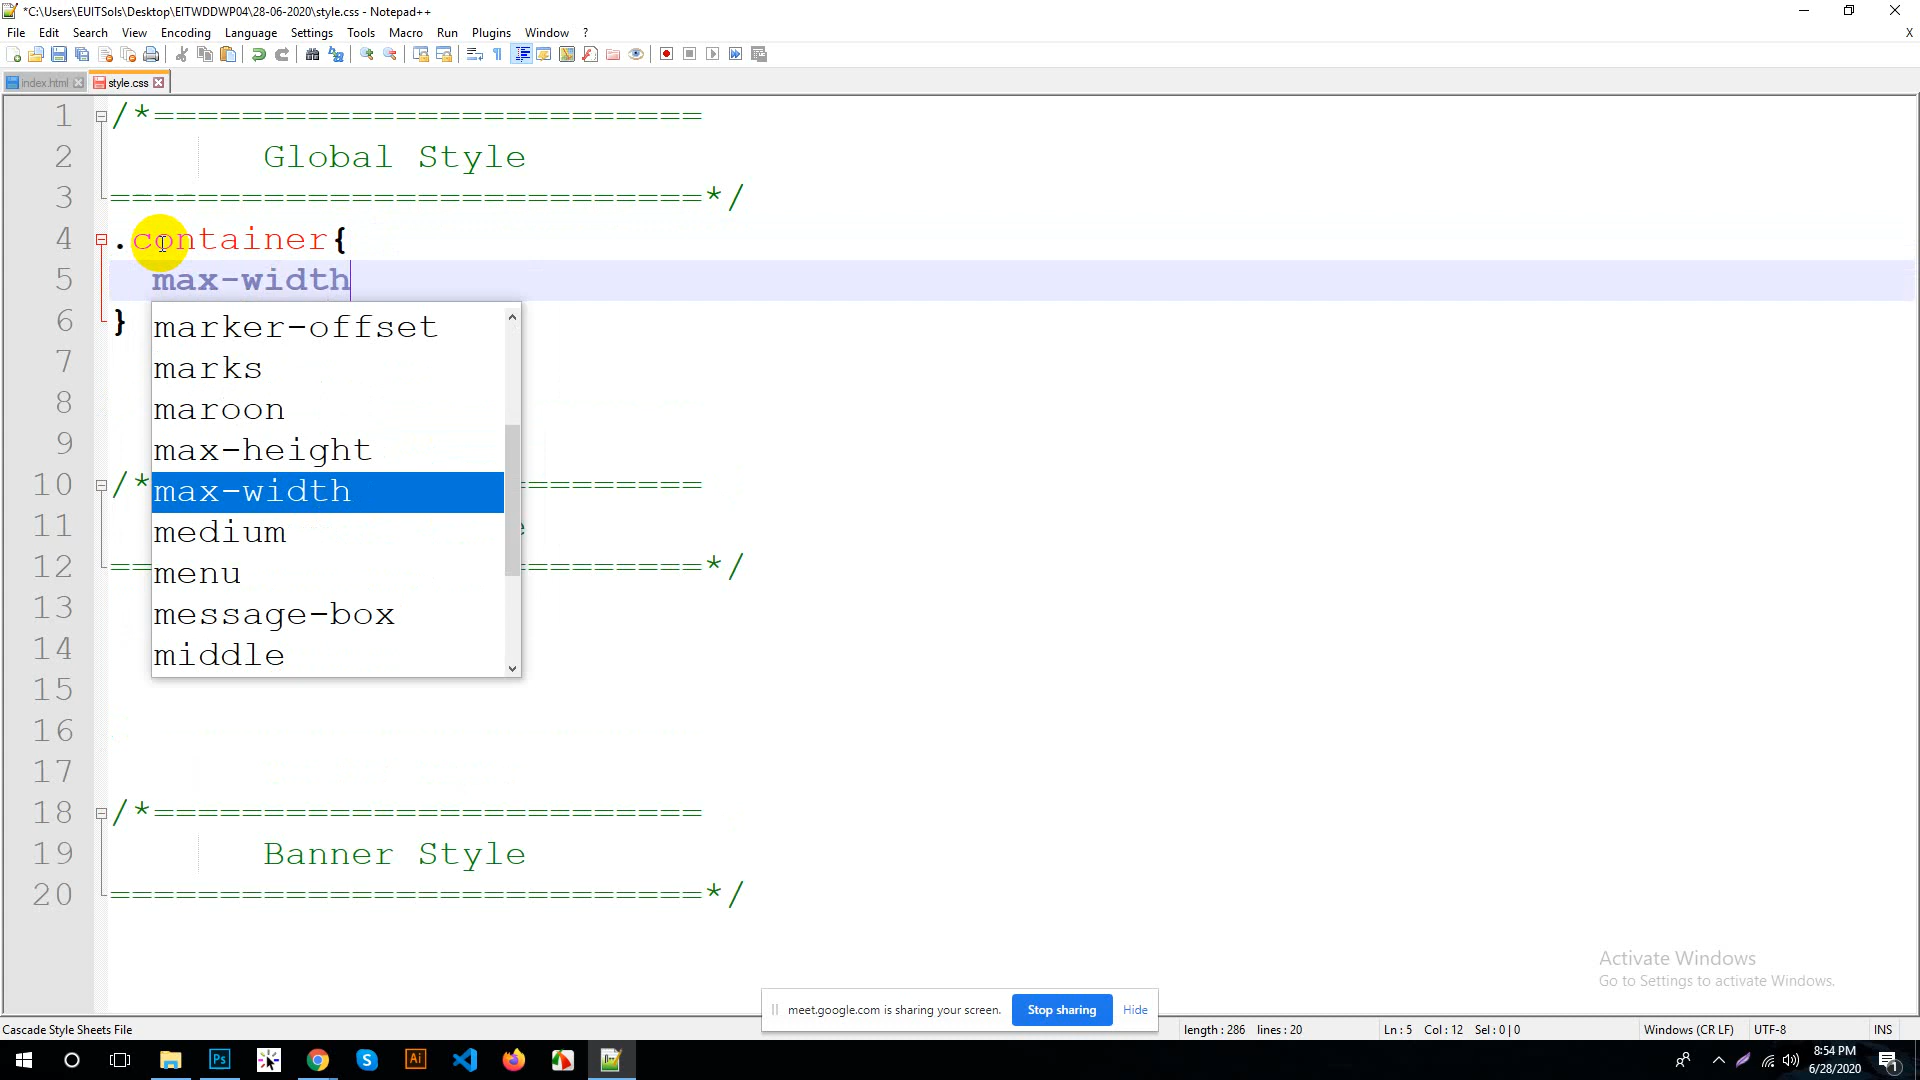 *C:\Users\EUITSols\Desktop\EITWDDWP04\28-06-2020\style.css - Notepad++
File Edit Search View Encoding Language Settings Tools Macro Run Plugins Window ? X
index.html style.css
1 /*=========================
2 Global Style
3 ===========================*/
4 .container{
5 max-width
6 }
marker-offset
7 marks
8 maroon
9 max-height
10 /* max-width ========
11 medium e
12 == menu ========*/
13 message-box
14 middle
15
16
17
18 /*=========================
19 Banner Style
20 ===========================*/
Activate Windows
Go to Settings to activate Windows.
meet.google.com is sharing your screen. Stop sharing Hide
Cascade Style Sheets File length : 286 lines : 20 Ln : 5 Col : 12 Sel : 0 | 0 Windows (CR LF) UTF-8 INS
Ps Ai 8:54 PM
6/28/2020 1